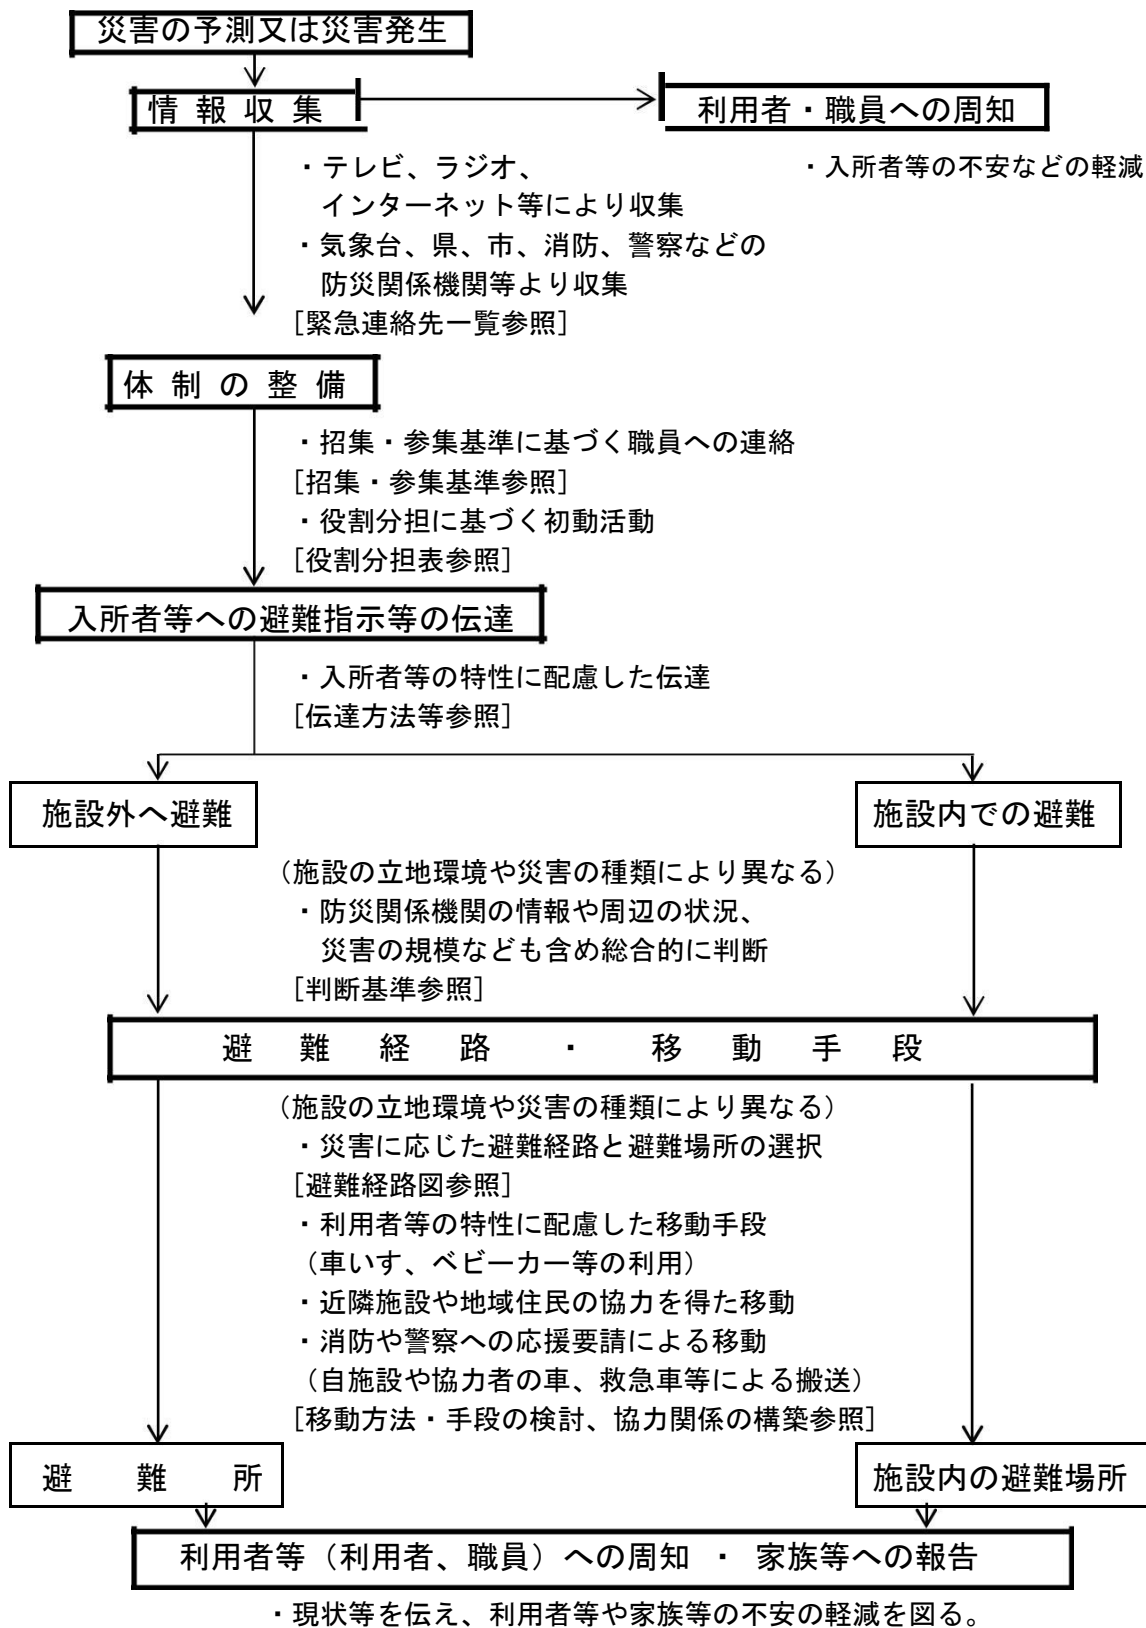 災害の予測又は災害発生
情報収集
利用者・職員への周知
・テレビ、ラジオ、
インターネット等により収集
・気象台、県、市、消防、警察などの
防災関係機関等より収集
[緊急連絡先一覧参照]
・入所者等の不安などの軽減
体制の整備
・招集・参集基準に基づく職員への連絡
[招集・参集基準参照]
・役割分担に基づく初動活動
[役割分担表参照]
入所者等への避難指示等の伝達
・入所者等の特性に配慮した伝達
[伝達方法等参照]
施設外へ避難
施設内での避難
(施設の立地環境や災害の種類により異なる)
・防災関係機関の情報や周辺の状況、
災害の規模なども含め総合的に判断
[判断基準参照]
避難経路・移動手段
(施設の立地環境や災害の種類により異なる)
・災害に応じた避難経路と避難場所の選択
[避難経路図参照]
・利用者等の特性に配慮した移動手段
(車いす、ベビーカー等の利用)
・近隣施設や地域住民の協力を得た移動
・消防や警察への応援要請による移動
(自施設や協力者の車、救急車等による搬送)
[移動方法・手段の検討、協力関係の構築参照]
避難所
施設内の避難場所
利用者等(利用者、職員)への周知・家族等への報告
・現状等を伝え、利用者等や家族等の不安の軽減を図る。